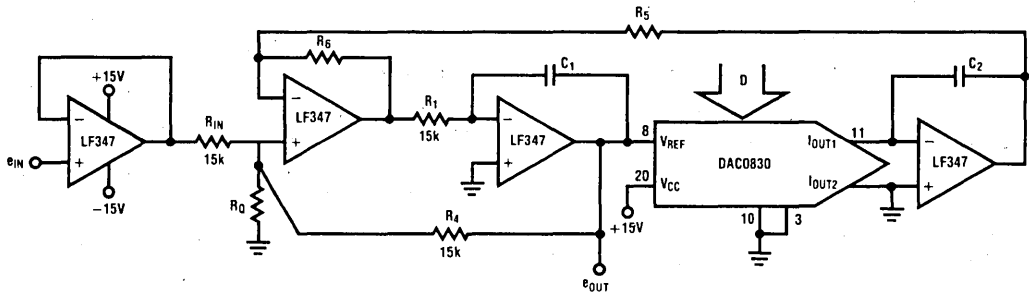 R5
R6
C1
C2
+15V
D
LF347
RIN
15k
LF347
R1
15k
LF347
8
VREF
DAC0830
IOUT1
11
LF347
eIN
-15V
RQ
20
VCC
+15V
IOUT2
10
3
R4
15k
eOUT
-
+
-
+
-
+
-
+